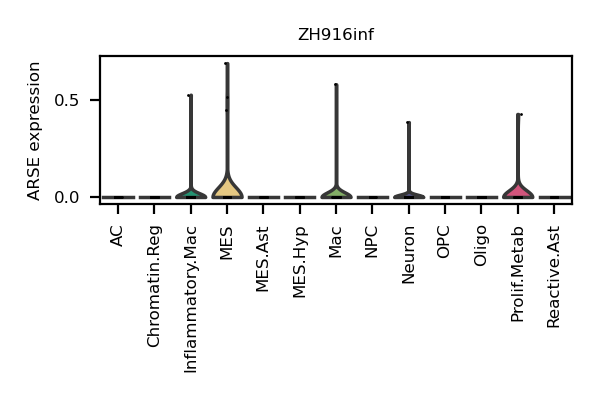 ZH916inf
ARSE expression
0.5
0.0
AC
Chromatin.Reg
Inflammatory.Mac
MES
MES.Ast
MES.Hyp
Mac
NPC
Neuron
OPC
Oligo
Prolif.Metab
Reactive.Ast